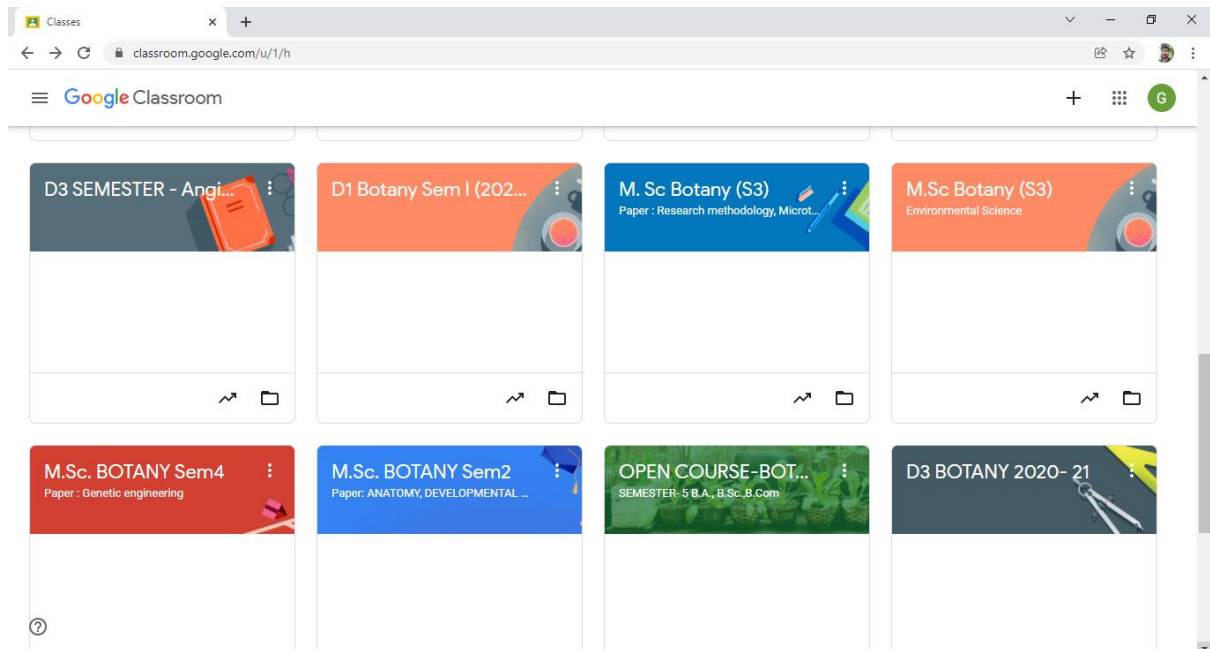 Classes
classroom.google.com/u/1/h
Google Classroom
G
D3 SEMESTER - Angi...
D1 Botany Sem I (202...
M. Sc Botany (S3)
Paper : Research methodology, Microt...
M.Sc Botany (S3)
Environmental Science
M.Sc. BOTANY Sem4
Paper : Genetic engineering
M.Sc. BOTANY Sem2
Paper: ANATOMY, DEVELOPMENTAL ...
OPEN COURSE-BOT...
SEMESTER- 5 B.A., B.Sc.,B.Com
D3 BOTANY 2020- 21